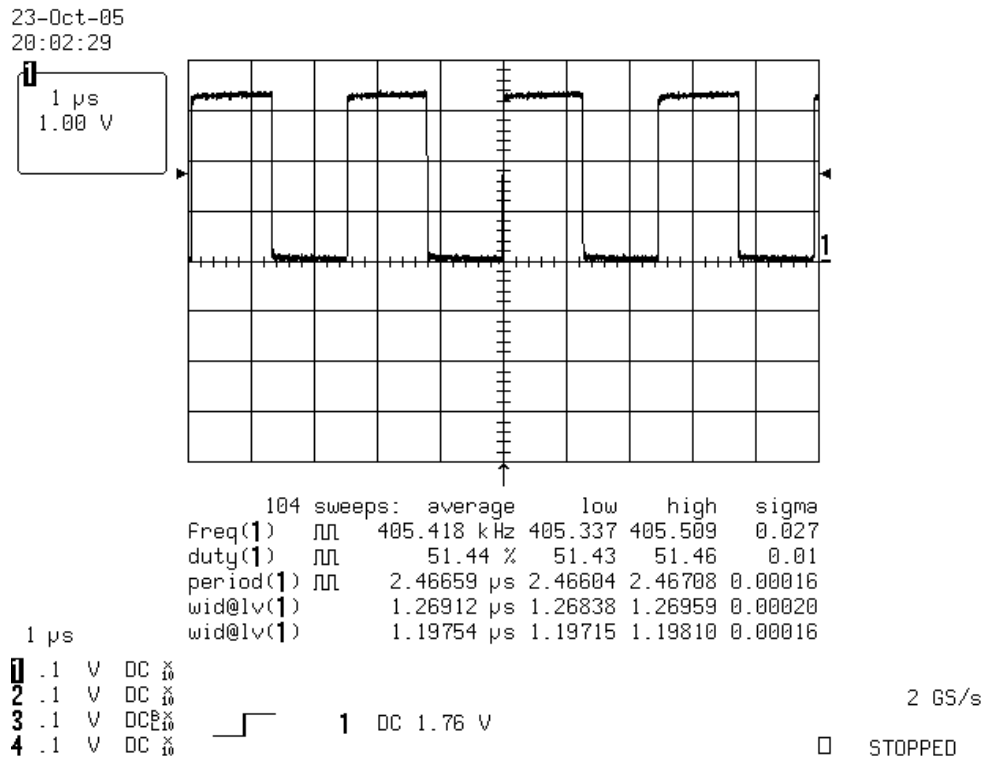 23-Oct-05
20:02:29
1
1 µs
1.00 V
1
104 sweeps: average low high sigma
freq(1) 405.418 kHz 405.337 405.509 0.027
duty(1) 51.44 % 51.43 51.46 0.01
period(1) 2.46659 µs 2.46604 2.46708 0.00016
wid@lv(1) 1.26912 µs 1.26838 1.26959 0.00020
wid@lv(1) 1.19754 µs 1.19715 1.19810 0.00016
1 µs
1 .1 V DC X10
2 .1 V DC X10
3 .1 V DC X10
4 .1 V DC X10
1 DC 1.76 V
2 GS/s
STOPPED